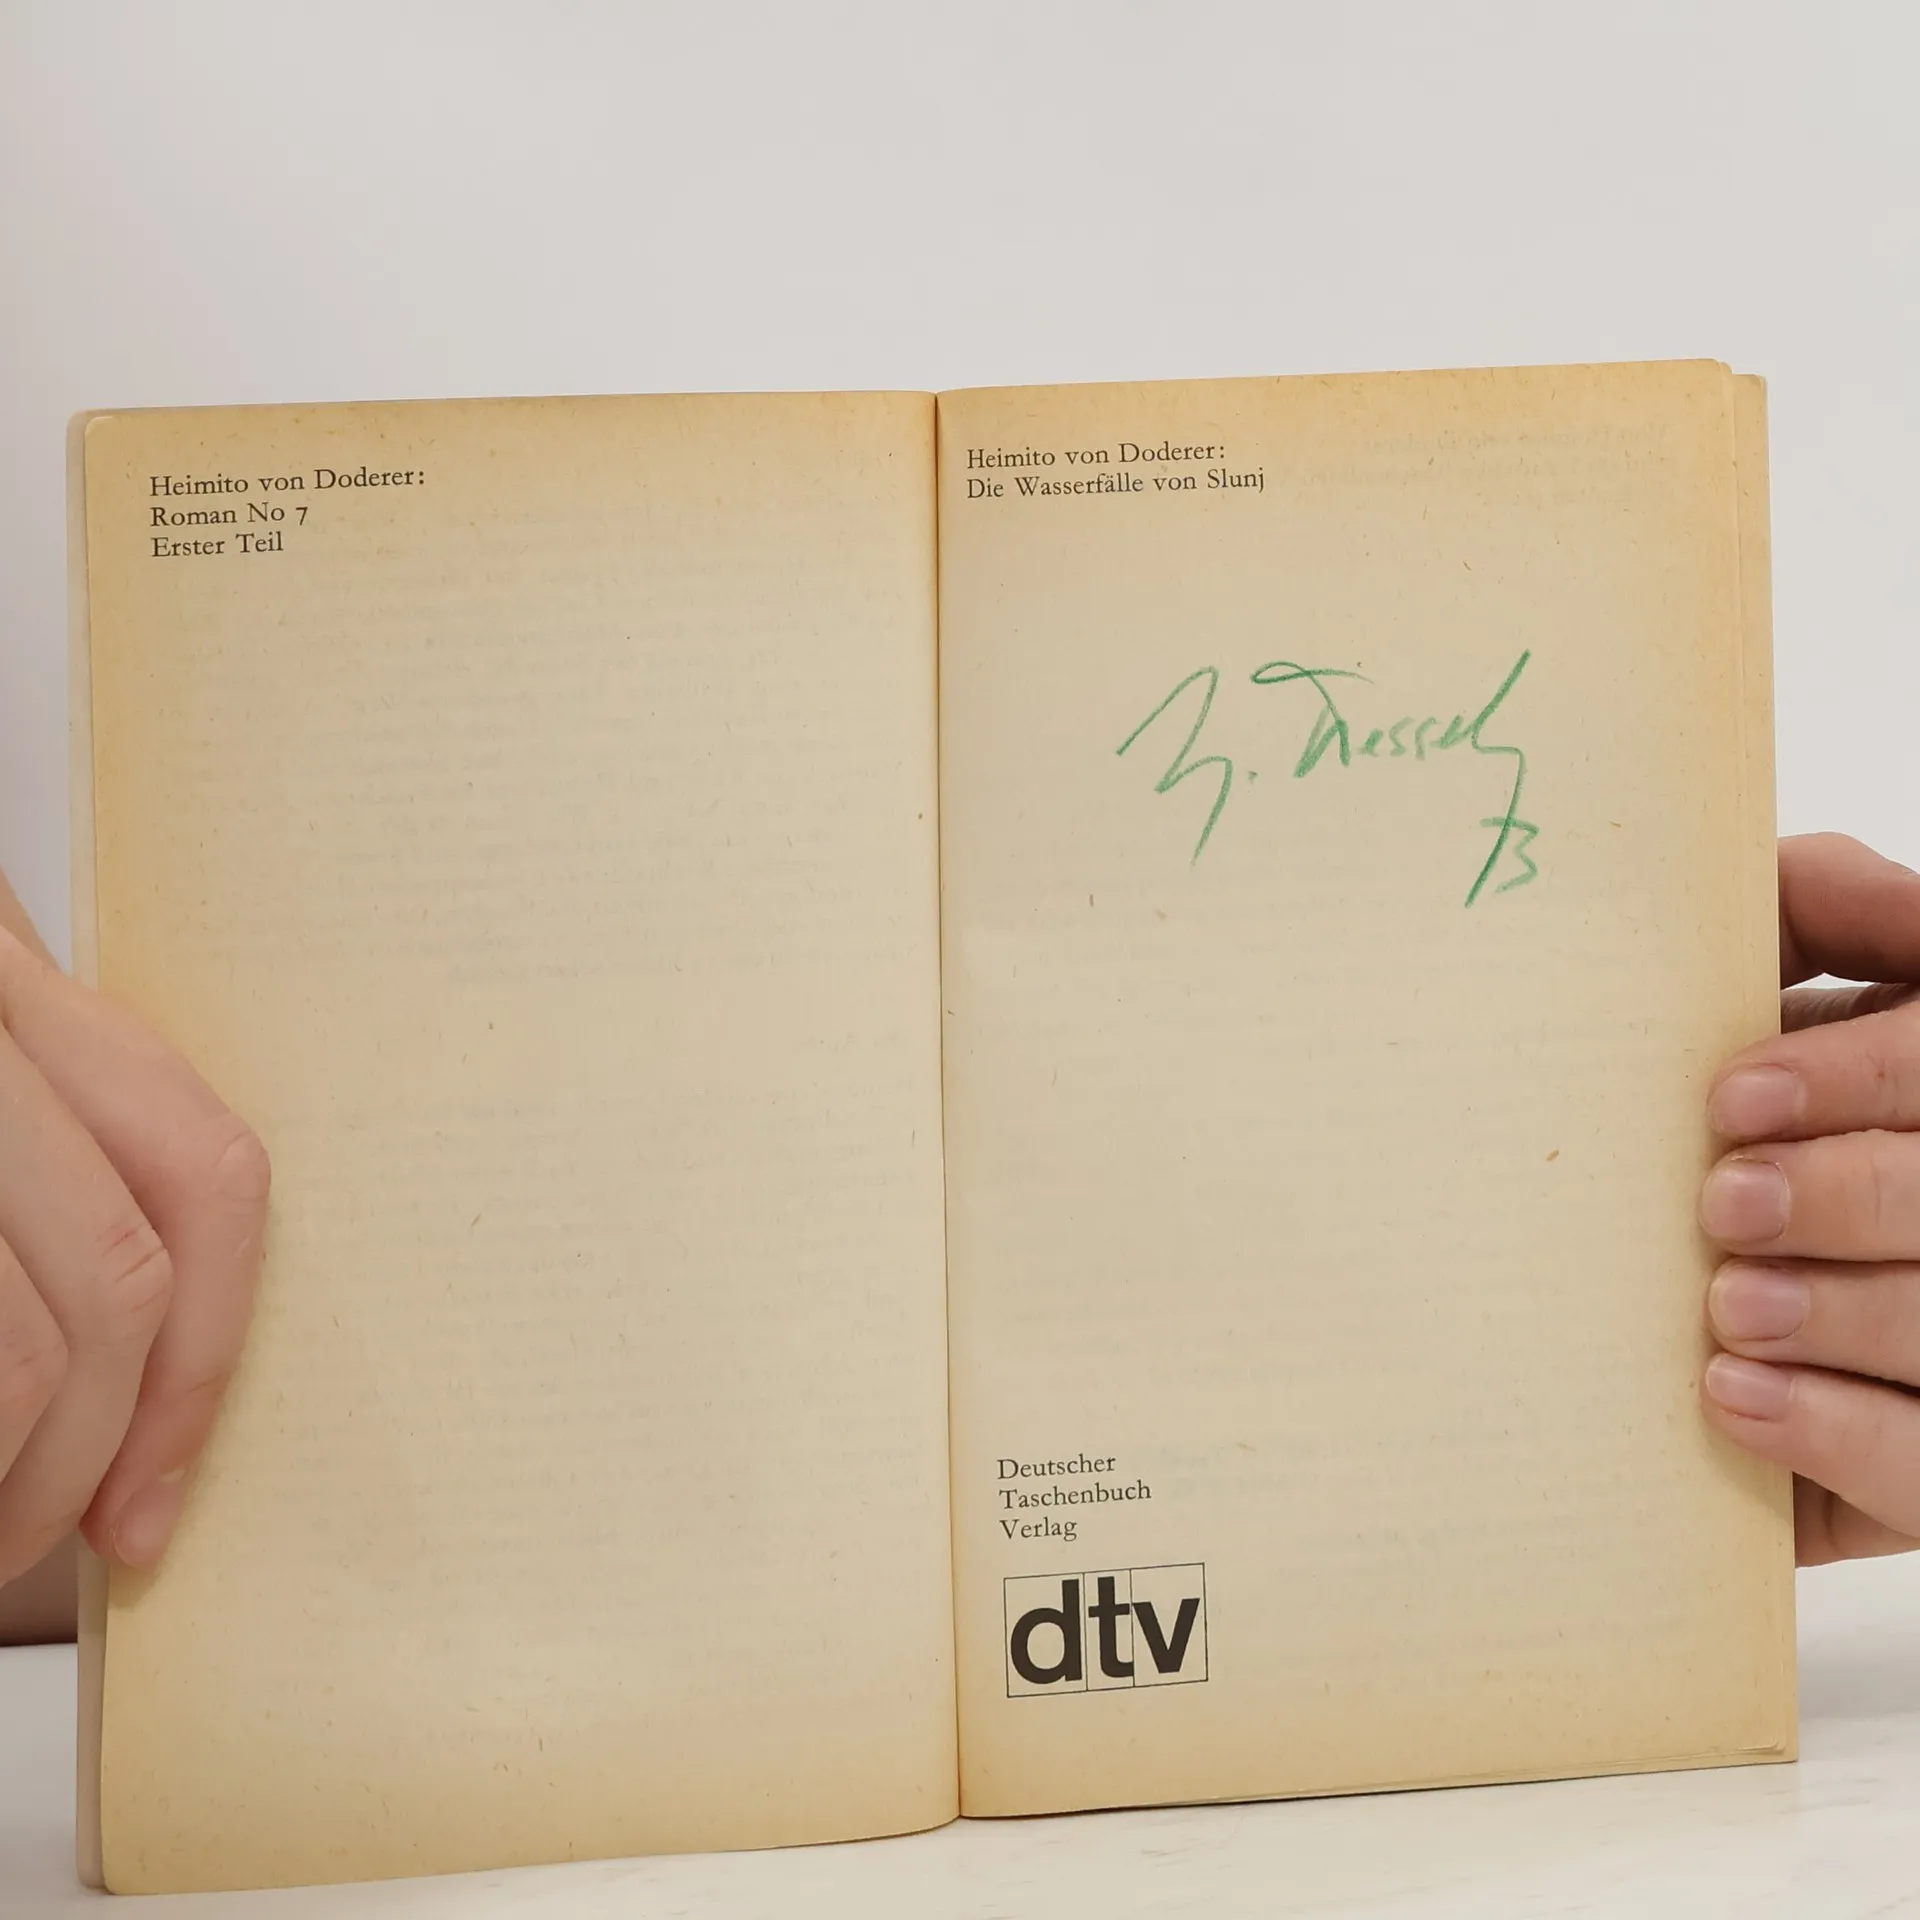 Heimito von Doderer:
Roman No 7
Erster Teil
Heimito von Doderer:
Die Wasserfälle von Slunj
73
Deutscher
Taschenbuch
Verlag
dtv